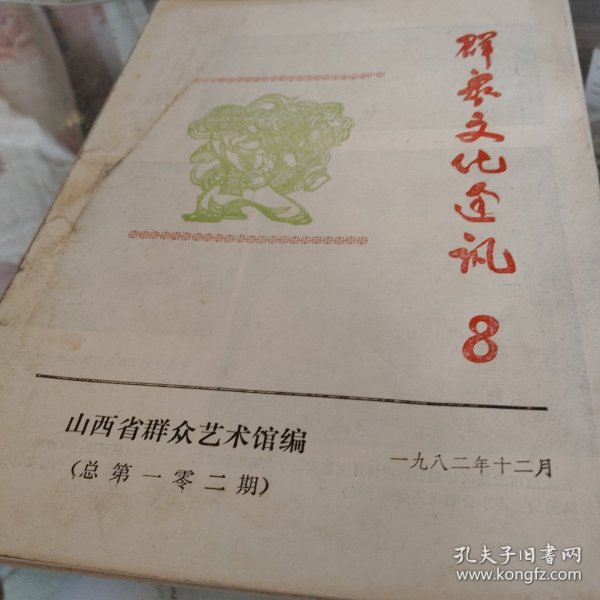 群众文化通讯
8
山西省群众艺术馆编
(总第一零二期)
一九八二年十二月
孔夫子旧书网
www.kongfz.com